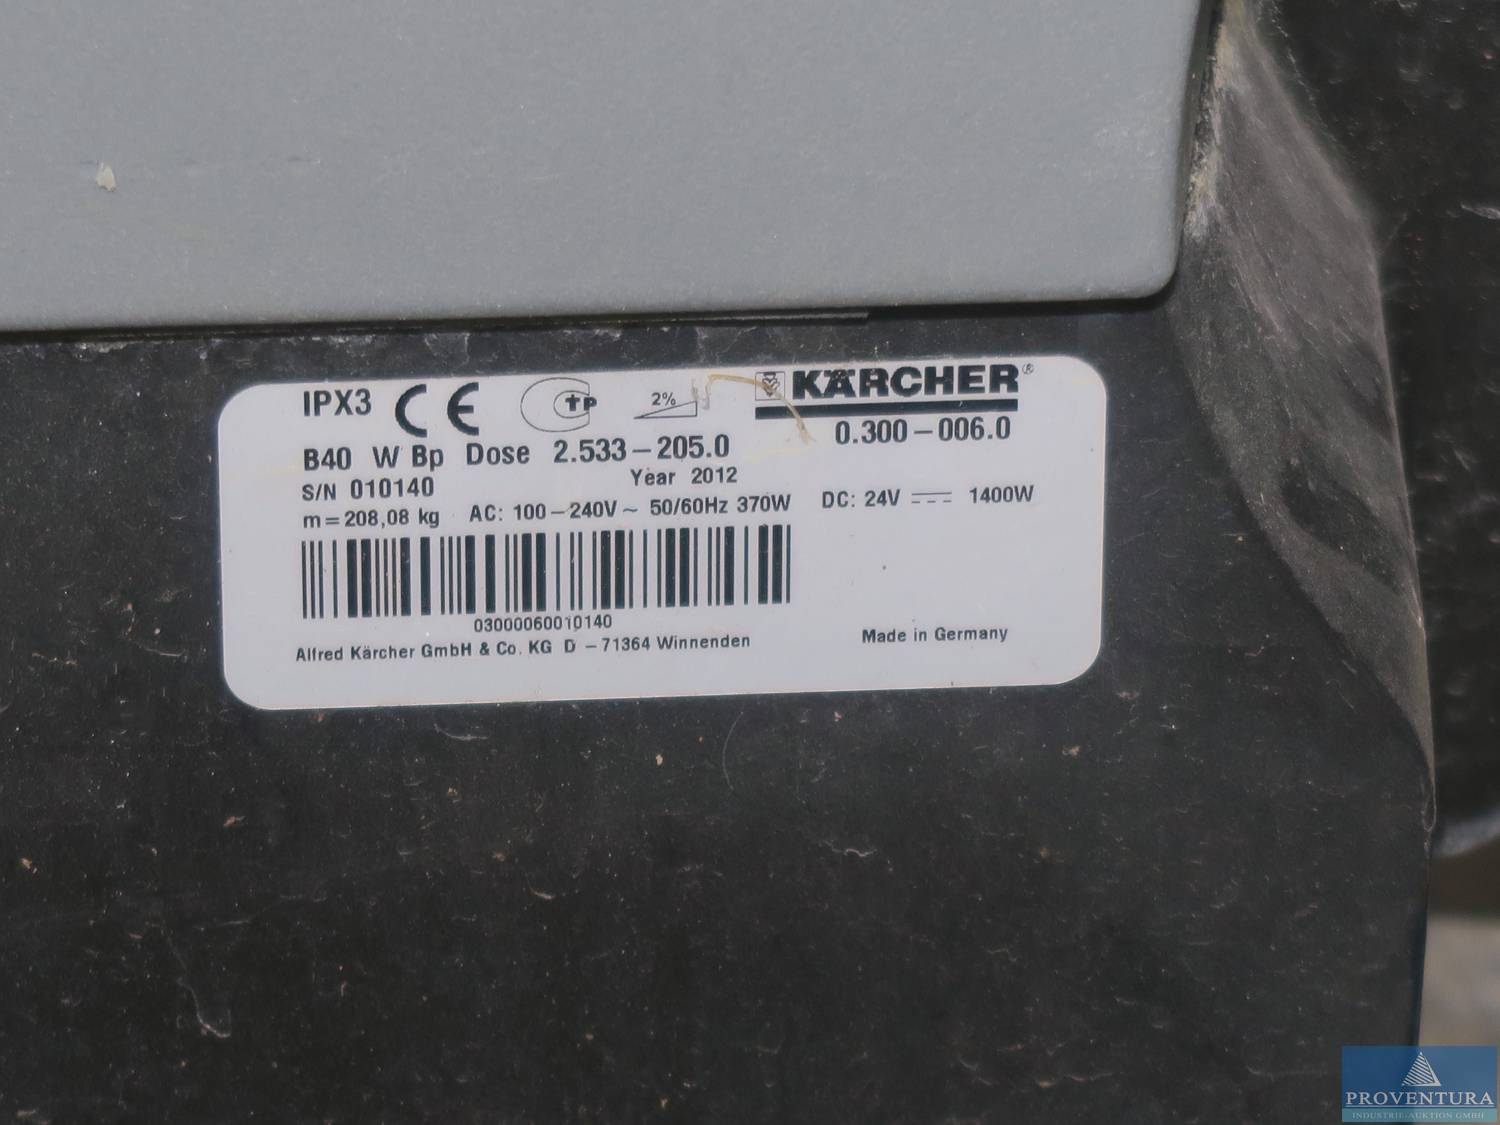 IPX3 CE
2%
KÄRCHER®
0.300-006.0
B40 W Bp Dose 2.533-205.0
S/N 010140 Year 2012
m=208,08 kg AC: 100-240V ~ 50/60Hz 370W DC: 24V 1400W
03000060010140
Alfred Kärcher GmbH & Co. KG D - 71364 Winnenden
Made in Germany
PROVENTURA
INDUSTRIE-AUKTION GMBH